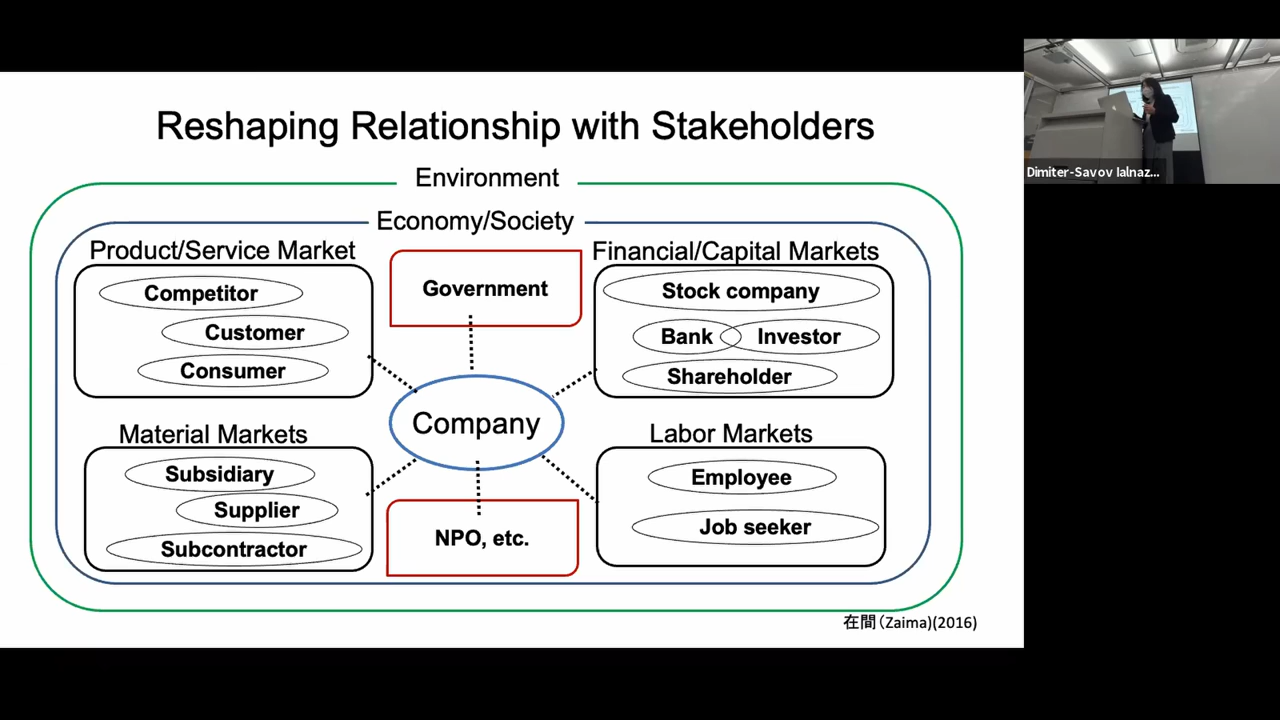 Reshaping Relationship with Stakeholders
Environment
Economy/Society
Product/Service Market
Competitor
Customer
Consumer
Government
Financial/Capital Markets
Stock company
Bank
Investor
Shareholder
Company
Material Markets
Subsidiary
Supplier
Subcontractor
NPO, etc.
Labor Markets
Employee
Job seeker
在間(Zaima)(2016)
Dimiter-Savov Ialnaz...